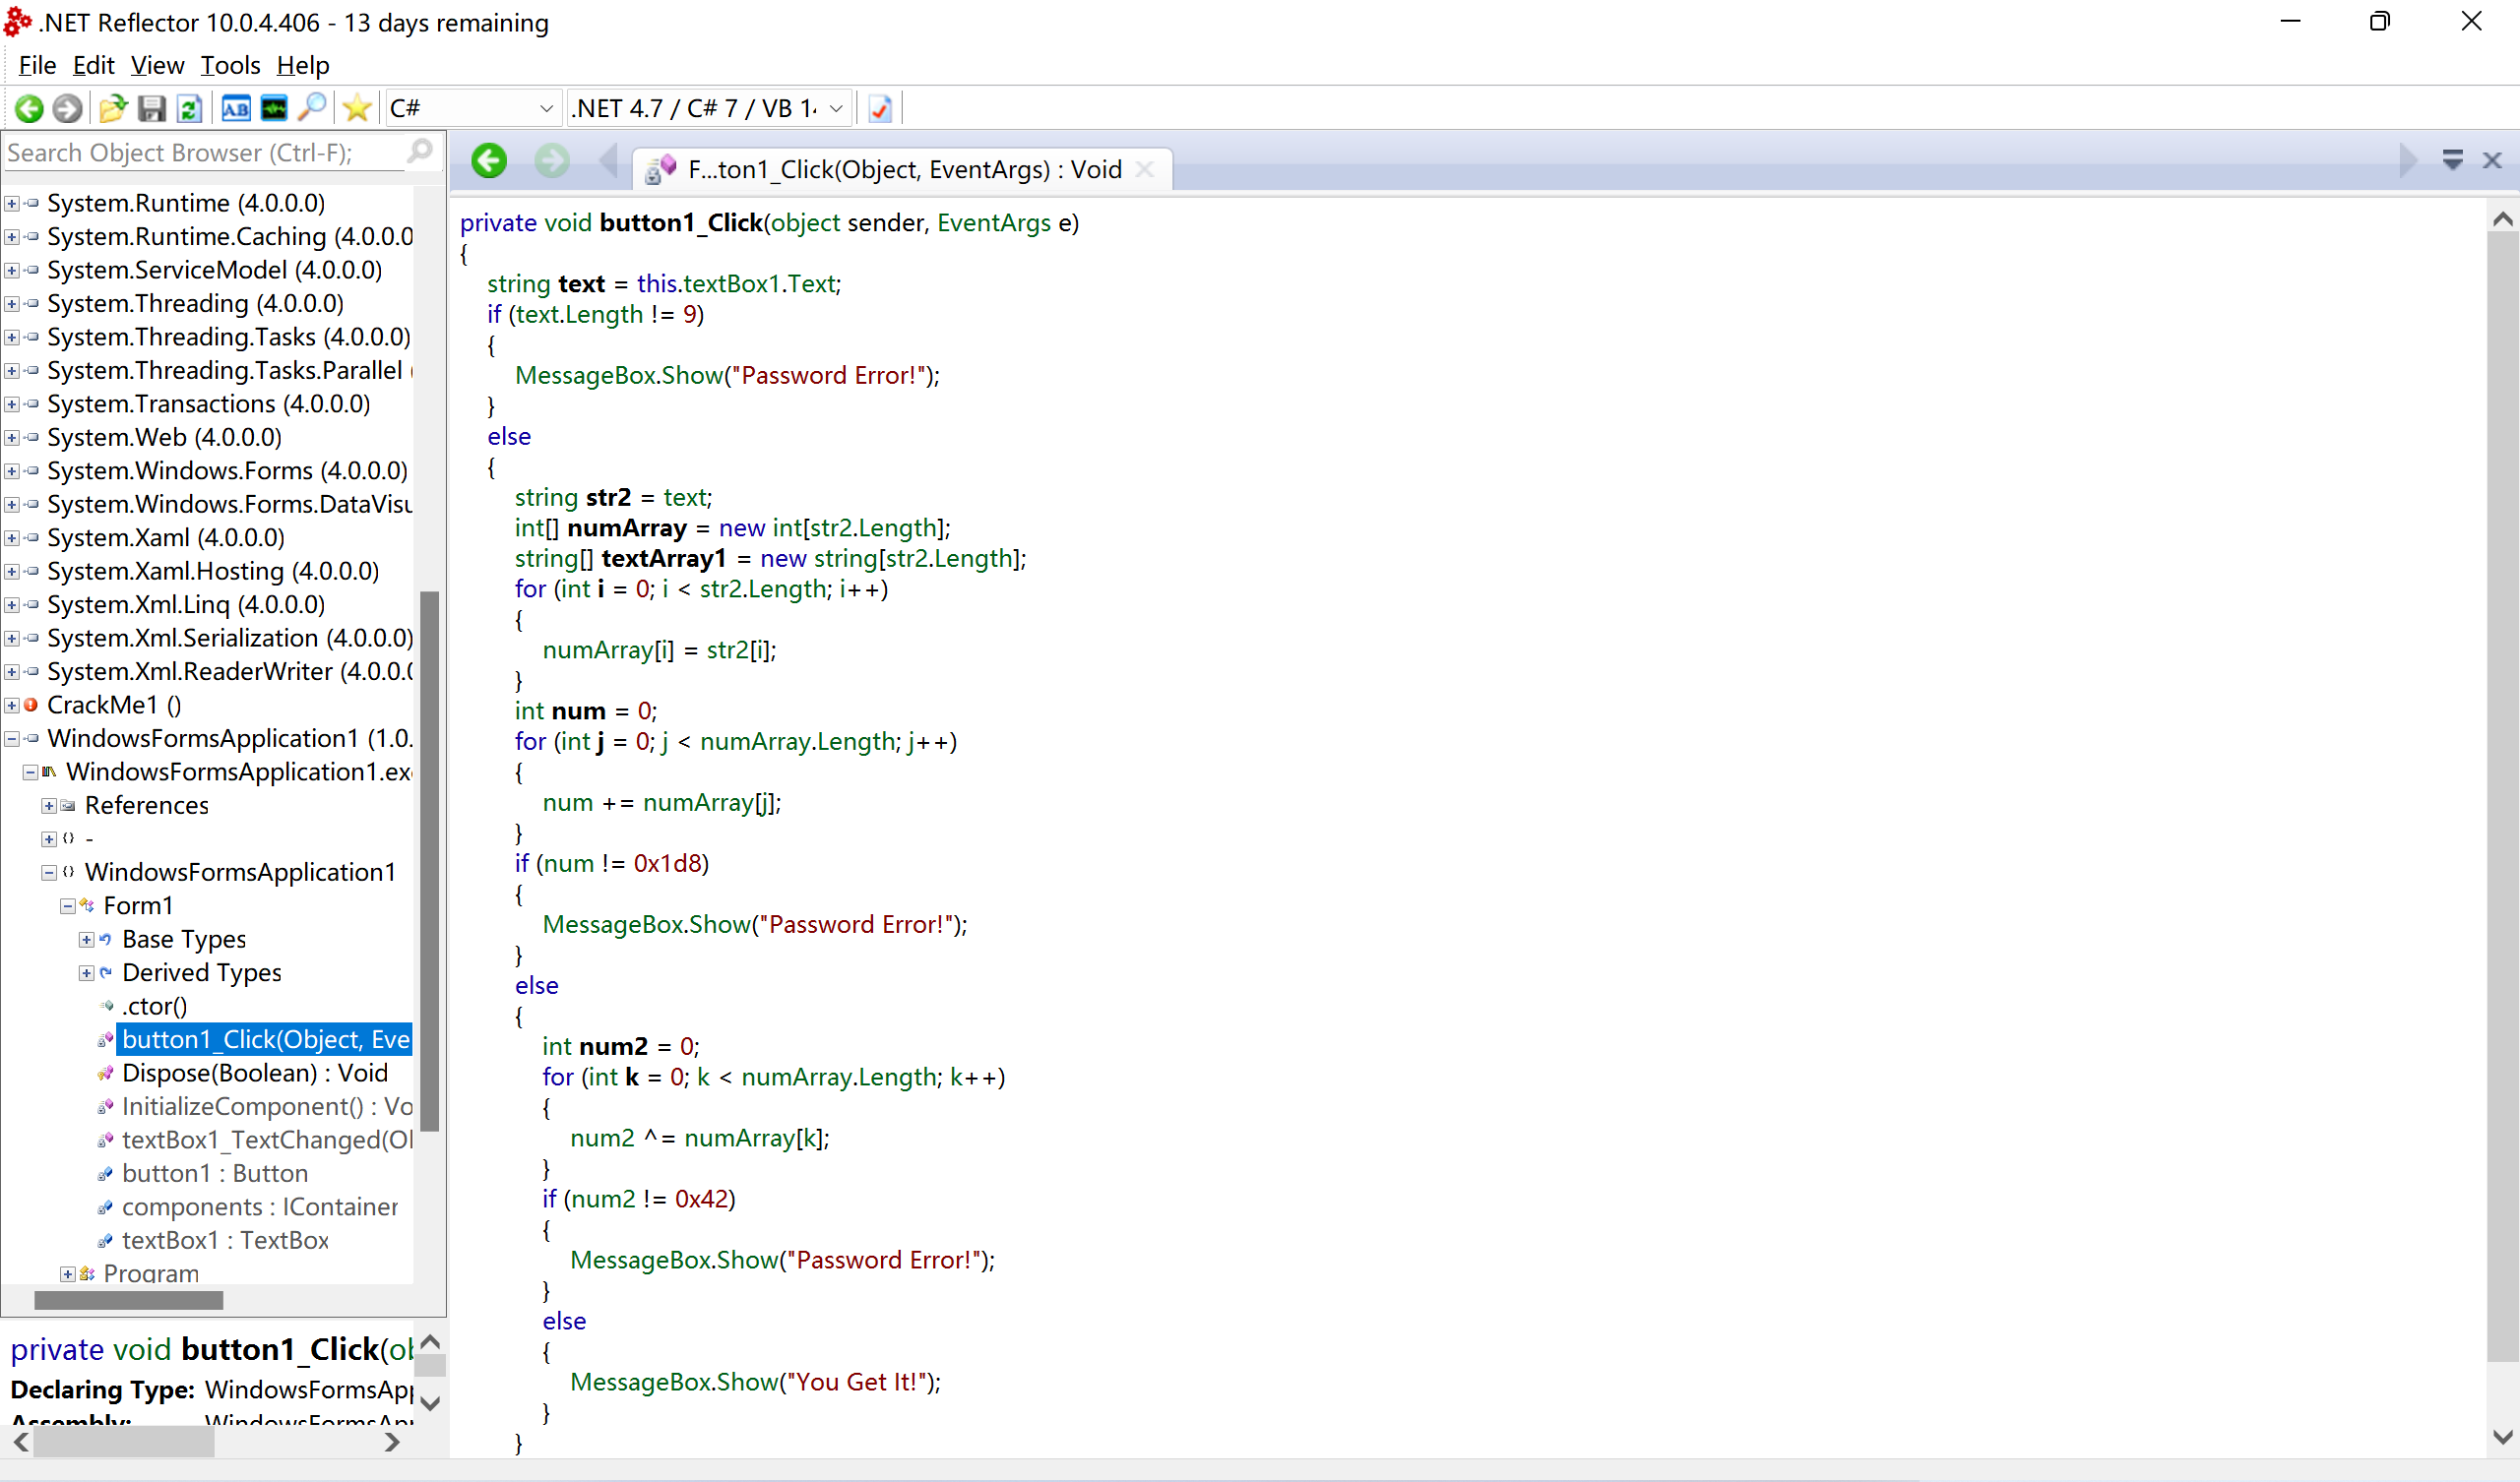 .NET Reflector 10.0.4.406 - 13 days remaining
File Edit View Tools Help
C#
.NET 4.7 / C# 7 / VB 14
Search Object Browser (Ctrl-F);
System.Runtime (4.0.0.0)
System.Runtime.Caching (4.0.0.0
System.ServiceModel (4.0.0.0)
System.Threading (4.0.0.0)
System.Threading.Tasks (4.0.0.0)
System.Threading.Tasks.Parallel (
System.Transactions (4.0.0.0)
System.Web (4.0.0.0)
System.Windows.Forms (4.0.0.0)
System.Windows.Forms.DataVisu
System.Xaml (4.0.0.0)
System.Xaml.Hosting (4.0.0.0)
System.Xml.Linq (4.0.0.0)
System.Xml.Serialization (4.0.0.0)
System.Xml.ReaderWriter (4.0.0.0
CrackMe1 ()
WindowsFormsApplication1 (1.0.
WindowsFormsApplication1.exe
References
{} -
{} WindowsFormsApplication1
Form1
Base Types
Derived Types
.ctor()
button1_Click(Object, Eve
Dispose(Boolean) : Void
InitializeComponent() : Vo
textBox1_TextChanged(Ob
button1 : Button
components : IContainer
textBox1 : TextBox
Program
private void button1_Click(ob
Declaring Type: WindowsFormsApp
Assembly: WindowsFormsApp
F...ton1_Click(Object, EventArgs) : Void
private void button1_Click(object sender, EventArgs e)
{
string text = this.textBox1.Text;
if (text.Length != 9)
{
MessageBox.Show("Password Error!");
}
else
{
string str2 = text;
int[] numArray = new int[str2.Length];
string[] textArray1 = new string[str2.Length];
for (int i = 0; i < str2.Length; i++)
{
numArray[i] = str2[i];
}
int num = 0;
for (int j = 0; j < numArray.Length; j++)
{
num += numArray[j];
}
if (num != 0x1d8)
{
MessageBox.Show("Password Error!");
}
else
{
int num2 = 0;
for (int k = 0; k < numArray.Length; k++)
{
num2 ^= numArray[k];
}
if (num2 != 0x42)
{
MessageBox.Show("Password Error!");
}
else
{
MessageBox.Show("You Get It!");
}
}